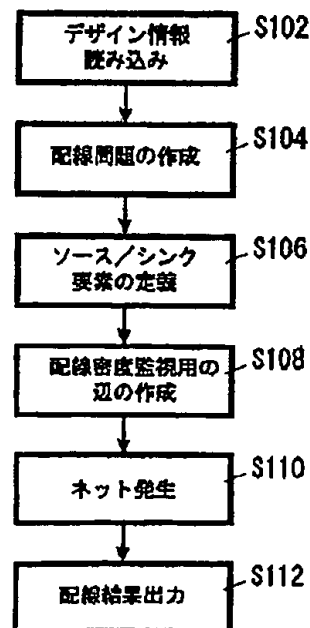 デザイン情報
読み込み
S102
配線問題の作成
S104
ソース/シンク
要素の定義
S106
配線密度監視用の
辺の作成
S108
ネット発生
S110
配線結果出力
S112